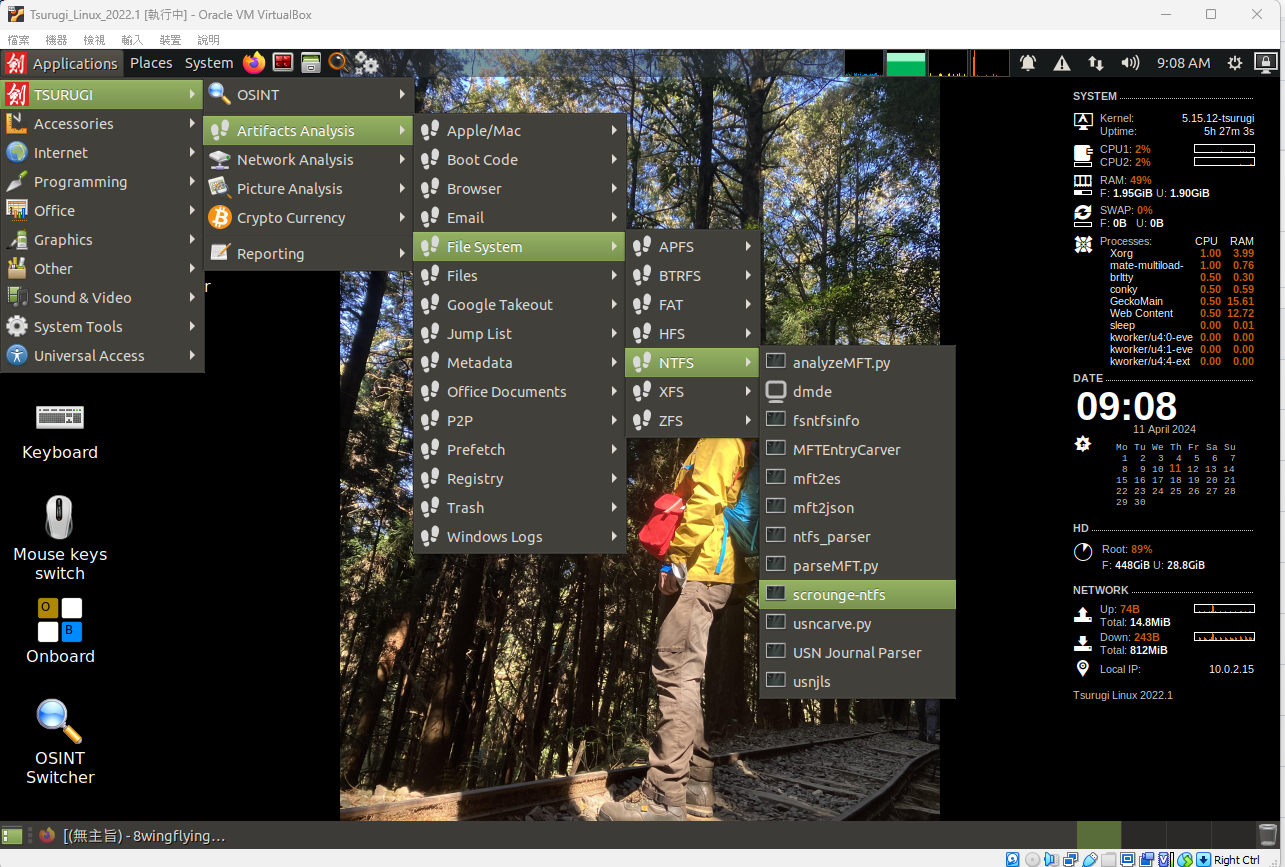 Tsurugi_Linux_2022.1 [執行中] - Oracle VM VirtualBox
檔案 機器 檢視 輸入 裝置 說明
Applications Places System 9:08 AM
TSURUGI
Accessories
Internet
Programming
Office
Graphics
Other
Sound & Video
System Tools
Universal Access
OSINT
Artifacts Analysis
Network Analysis
Picture Analysis
Crypto Currency
Reporting
r
Apple/Mac
Boot Code
Browser
Email
File System
Files
Google Takeout
Jump List
Metadata
Office Documents
P2P
Prefetch
Registry
Trash
Windows Logs
APFS
BTRFS
FAT
HFS
NTFS
XFS
ZFS
analyzeMFT.py
dmde
fsntfsinfo
MFTEntryCarver
mft2es
mft2json
ntfs_parser
parseMFT.py
scrounge-ntfs
usncarve.py
USN Journal Parser
usnjls
Keyboard
Mouse keys
switch
O
B
Onboard
OSINT
Switcher
SYSTEM
Kernel: 5.15.12-tsurugi
Uptime: 5h 27m 3s
CPU1: 2%
CPU2: 2%
RAM: 49%
F: 1.95GiB U: 1.90GiB
SWAP: 0%
F: 0B U: 0B
Processes: CPU RAM
Xorg 1.00 3.99
mate-multiload- 1.00 0.76
brltty 0.50 0.30
conky 0.50 0.59
GeckoMain 0.50 15.61
Web Content 0.50 12.72
sleep 0.00 0.01
kworker/u4:0-eve 0.00 0.00
kworker/u4:1-eve 0.00 0.00
kworker/u4:4-ext 0.00 0.00
DATE
09:08
11 April 2024
Mo Tu We Th Fr Sa Su
1 2 3 4 5 6 7
8 9 10 11 12 13 14
15 16 17 18 19 20 21
22 23 24 25 26 27 28
29 30
HD
Root: 89%
F: 448GiB U: 28.8GiB
NETWORK
Up: 74B
Total: 14.8MiB
Down: 243B
Total: 812MiB
Local IP: 10.0.2.15
Tsurugi Linux 2022.1
[(無主旨) - 8wingflying...
Right Ctrl